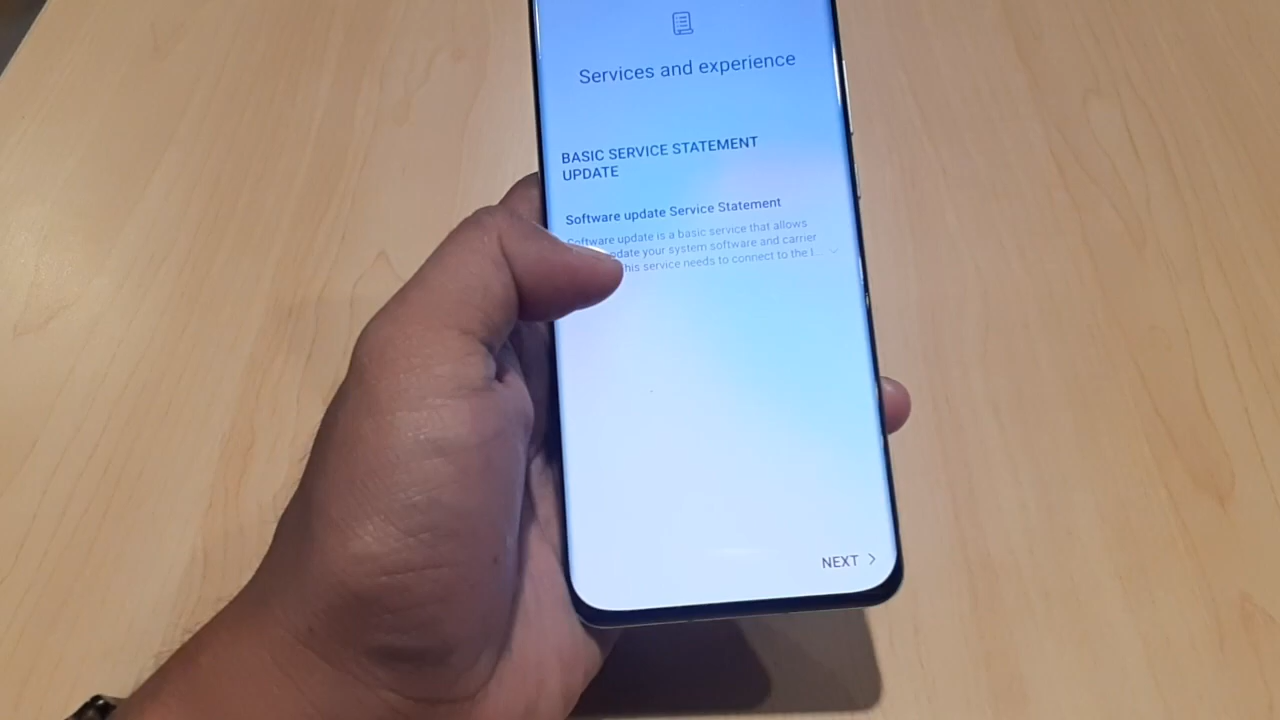 Services and experience
BASIC SERVICE STATEMENT
UPDATE
Software update Service Statement
Software update is a basic service that allows
update your system software and carrier
his service needs to connect to the I...
NEXT